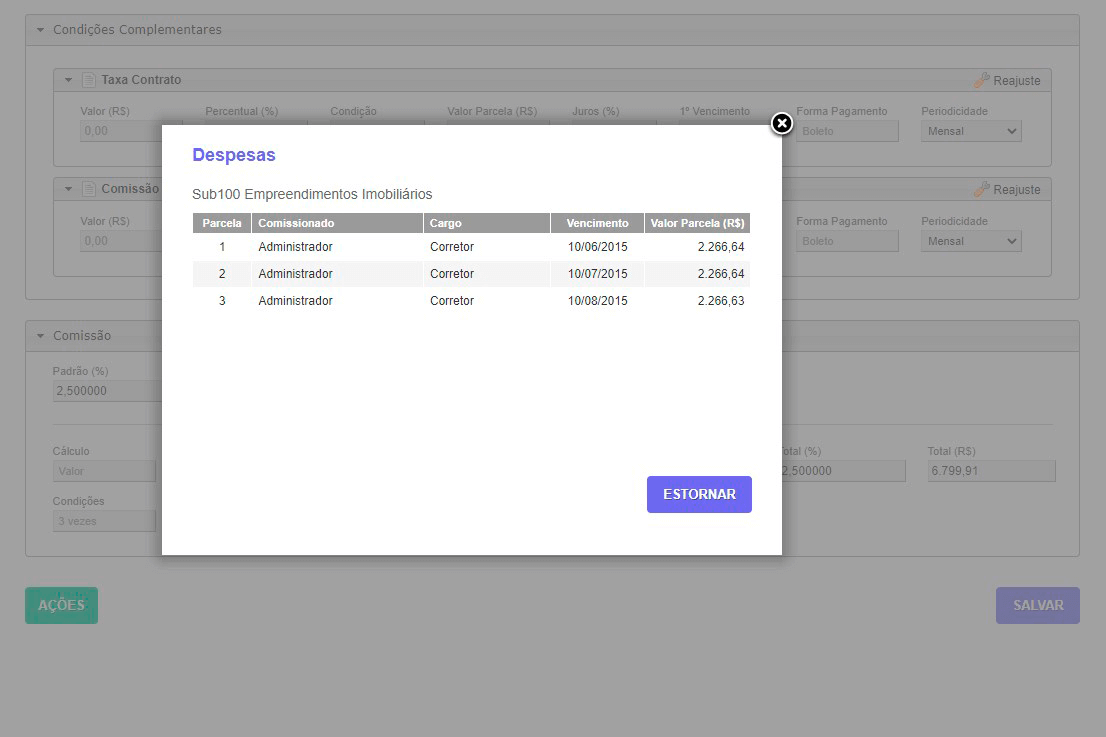 Condições Complementares
Taxa Contrato Reajuste
Valor (R$) Percentual (%) Condição Valor Parcela (R$) Juros (%) 1º Vencimento Forma Pagamento Periodicidade
0,00 Boleto Mensal
Despesas
Sub100 Empreendimentos Imobiliários
Comissão Reajuste
Valor (R$) Forma Pagamento Periodicidade
0,00 Boleto Mensal
Parcela Comissionado Cargo Vencimento Valor Parcela (R$)
1 Administrador Corretor 10/06/2015 2.266,64
2 Administrador Corretor 10/07/2015 2.266,64
3 Administrador Corretor 10/08/2015 2.266,63
ESTORNAR
Comissão
Padrão (%)
2,500000
Cálculo otal (%) Total (R$)
Valor 2,500000 6.799,91
Condições
3 vezes
AÇÕES SALVAR